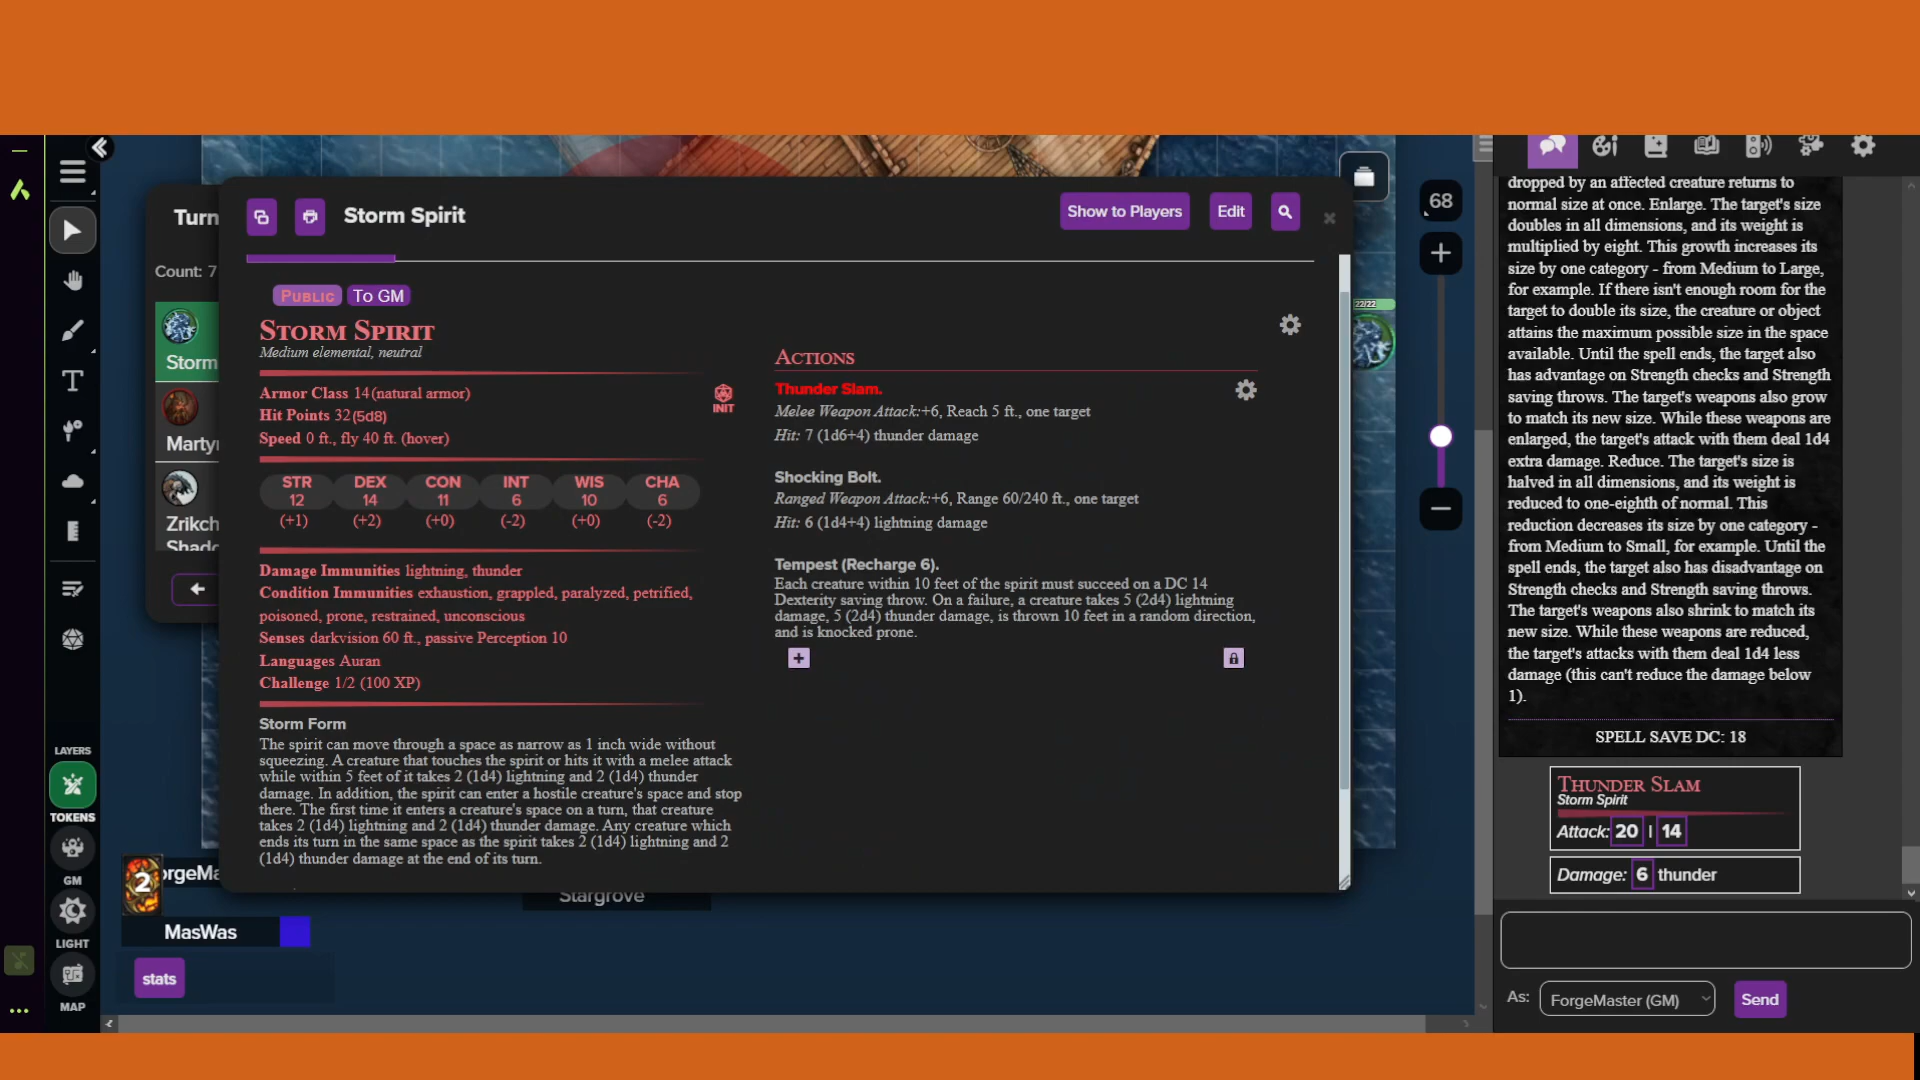 Turn
Count: 7
Storm
Martyr
Zrikch
Shado
LAYERS
TOKENS
GM
LIGHT
MAP
2
orgeMa
MasWas
stats
Stargrove
Storm Spirit
Show to Players
Edit
PUBLIC
To GM
STORM SPIRIT
Medium elemental, neutral
Armor Class 14 (natural armor)
Hit Points 32 (5d8)
Speed 0 ft., fly 40 ft. (hover)
INIT
STR DEX CON INT WIS CHA
12 14 11 6 10 6
(+1) (+2) (+0) (-2) (+0) (-2)
Damage Immunities lightning, thunder
Condition Immunities exhaustion, grappled, paralyzed, petrified,
poisoned, prone, restrained, unconscious
Senses darkvision 60 ft., passive Perception 10
Languages Auran
Challenge 1/2 (100 XP)
Storm Form
The spirit can move through a space as narrow as 1 inch wide without
squeezing. A creature that touches the spirit or hits it with a melee attack
while within 5 feet of it takes 2 (1d4) lightning and 2 (1d4) thunder
damage. In addition, the spirit can enter a hostile creature's space and stop
there. The first time it enters a creature's space on a turn, that creature
takes 2 (1d4) lightning and 2 (1d4) thunder damage. Any creature which
ends its turn in the same space as the spirit takes 2 (1d4) lightning and 2
(1d4) thunder damage at the end of its turn.
ACTIONS
Thunder Slam.
Melee Weapon Attack:+6, Reach 5 ft., one target
Hit: 7 (1d6+4) thunder damage
Shocking Bolt.
Ranged Weapon Attack:+6, Range 60/240 ft., one target
Hit: 6 (1d4+4) lightning damage
Tempest (Recharge 6).
Each creature within 10 feet of the spirit must succeed on a DC 14
Dexterity saving throw. On a failure, a creature takes 5 (2d4) lightning
damage, 5 (2d4) thunder damage, is thrown 10 feet in a random direction,
and is knocked prone.
22/22
68
dropped by an affected creature returns to
normal size at once. Enlarge. The target's size
doubles in all dimensions, and its weight is
multiplied by eight. This growth increases its
size by one category - from Medium to Large,
for example. If there isn't enough room for the
target to double its size, the creature or object
attains the maximum possible size in the space
available. Until the spell ends, the target also
has advantage on Strength checks and Strength
saving throws. The target's weapons also grow
to match its new size. While these weapons are
enlarged, the target's attack with them deal 1d4
extra damage. Reduce. The target's size is
halved in all dimensions, and its weight is
reduced to one-eighth of normal. This
reduction decreases its size by one category -
from Medium to Small, for example. Until the
spell ends, the target also has disadvantage on
Strength checks and Strength saving throws.
The target's weapons also shrink to match its
new size. While these weapons are reduced,
the target's attacks with them deal 1d4 less
damage (this can't reduce the damage below
1).
SPELL SAVE DC: 18
THUNDER SLAM
Storm Spirit
Attack: 20 | 14
Damage: 6 thunder
As: ForgeMaster (GM)
Send